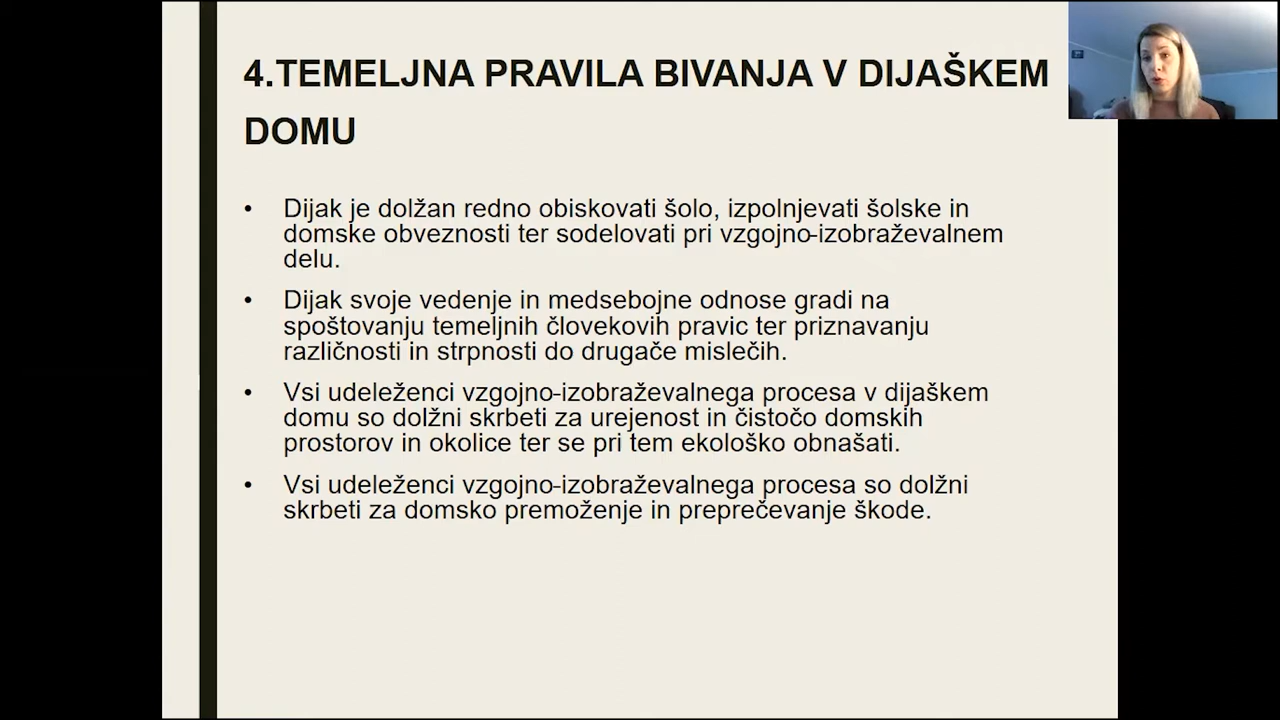 4.TEMELJNA PRAVILA BIVANJA V DIJAŠKEM
DOMU
• Dijak je dolžan redno obiskovati šolo, izpolnjevati šolske in
domske obveznosti ter sodelovati pri vzgojno-izobraževalnem
delu.
• Dijak svoje vedenje in medsebojne odnose gradi na
spoštovanju temeljnih človekovih pravic ter priznavanju
različnosti in strpnosti do drugače mislečih.
• Vsi udeleženci vzgojno-izobraževalnega procesa v dijaškem
domu so dolžni skrbeti za urejenost in čistočo domskih
prostorov in okolice ter se pri tem ekološko obnašati.
• Vsi udeleženci vzgojno-izobraževalnega procesa so dolžni
skrbeti za domsko premoženje in preprečevanje škode.